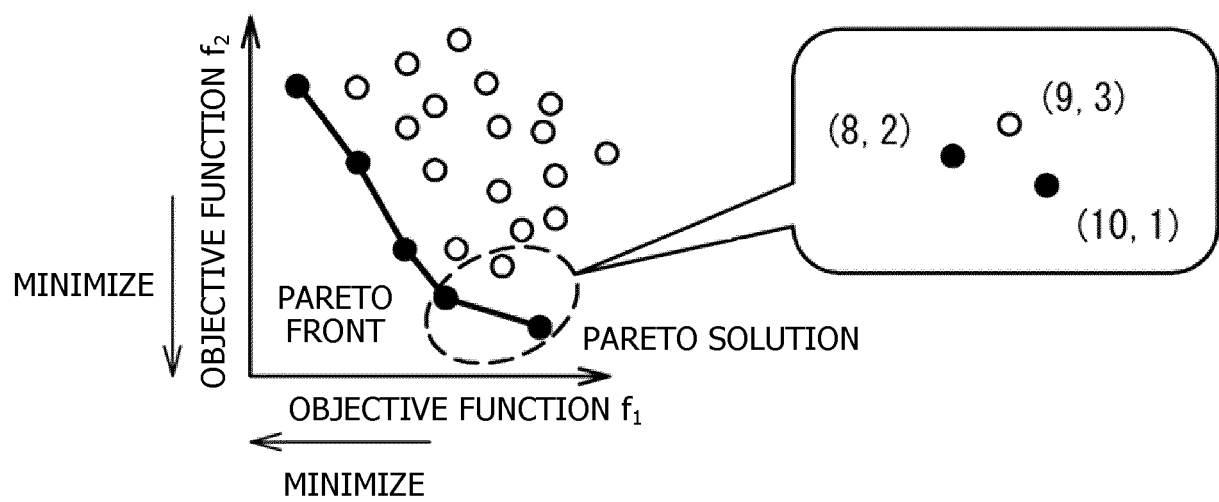 OBJECTIVE FUNCTION f₂
MINIMIZE
PARETO
FRONT
PARETO SOLUTION
OBJECTIVE FUNCTION f₁
MINIMIZE
(8, 2)
(9, 3)
(10, 1)